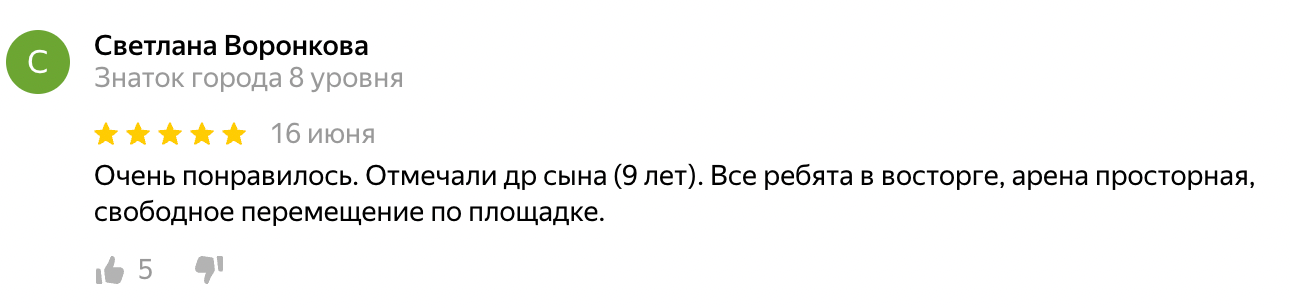 С
Светлана Воронкова
Знаток города 8 уровня
16 июня
Очень понравилось. Отмечали др сына (9 лет). Все ребята в восторге, арена просторная,
свободное перемещение по площадке.
5